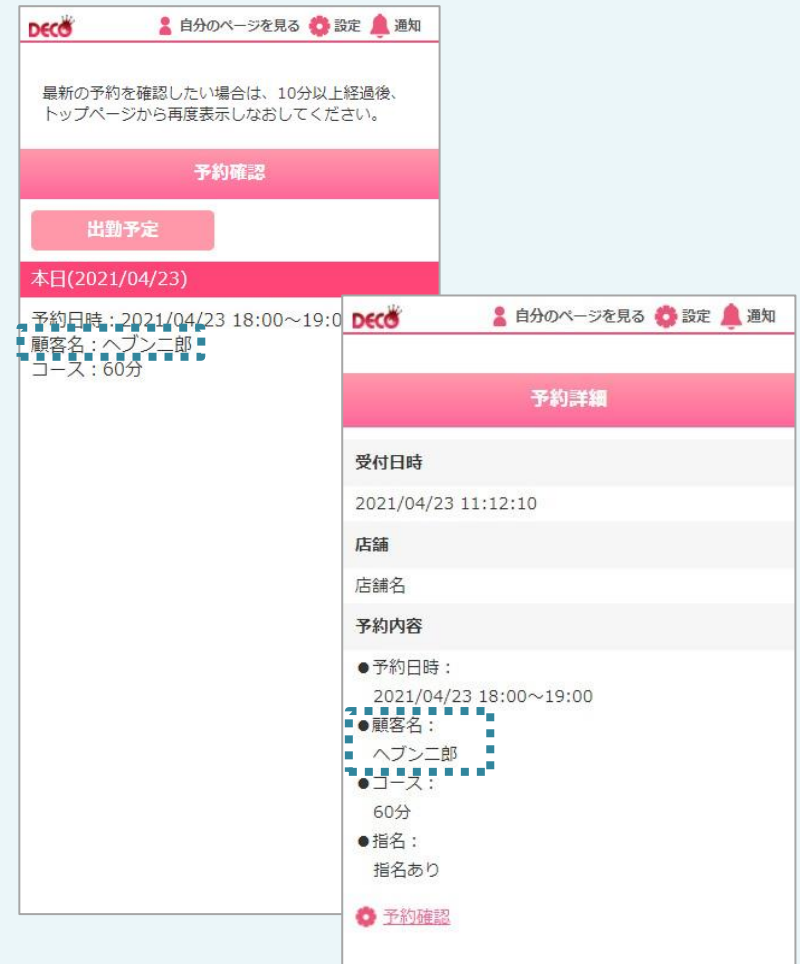 DECO 自分のページを見る 設定 通知
最新の予約を確認したい場合は、10分以上経過後、
トップページから再度表示しなおしてください。
予約確認
出勤予定
本日(2021/04/23)
予約日時：2021/04/23 18:00～19:0
顧客名：ヘブン二郎
コース：60分
DECO 自分のページを見る 設定 通知
予約詳細
受付日時
2021/04/23 11:12:10
店舗
店舗名
予約内容
●予約日時：
2021/04/23 18:00～19:00
●顧客名：
ヘブン二郎
●コース：
60分
●指名：
指名あり
予約確認